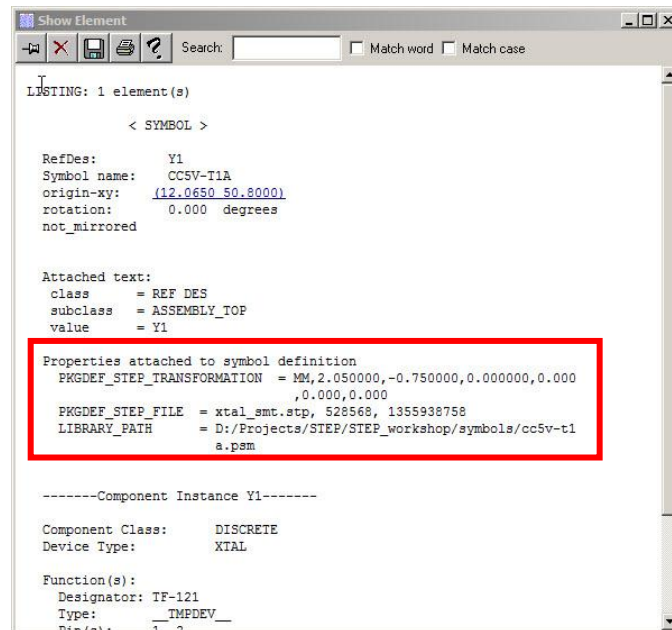 Show Element
Search: Match word Match case
LISTING: 1 element(s)
< SYMBOL >
RefDes: Y1
Symbol name: CC5V-T1A
origin-xy: (12.0650 50.8000)
rotation: 0.000 degrees
not_mirrored
Attached text:
class = REF DES
subclass = ASSEMBLY_TOP
value = Y1
Properties attached to symbol definition
PKGDEF_STEP_TRANSFORMATION = MM,2.050000,-0.750000,0.000000,0.000
,0.000,0.000
PKGDEF_STEP_FILE = xtal_smt.stp, 528568, 1355938758
LIBRARY_PATH = D:/Projects/STEP/STEP_workshop/symbols/cc5v-t1
a.psm
-------Component Instance Y1-------
Component Class: DISCRETE
Device Type: XTAL
Function(s):
Designator: TF-121
Type: __TMPDEV__
Pin(s): 1, 2